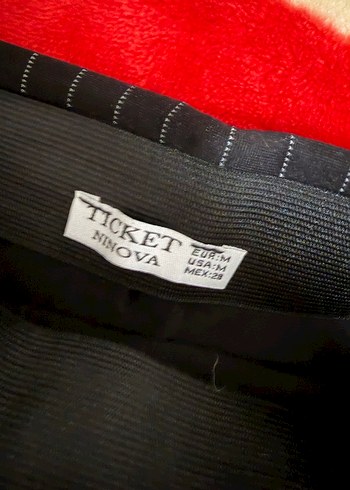 TICKET
NINOVA
EUR:M
USA:M
MEX:28